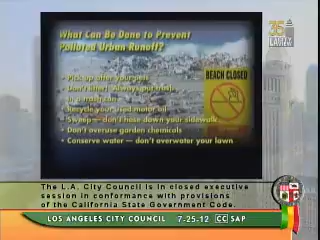 What Can Be Done to Prevent
Polluted Urban Runoff?
• Pick up after your pets
• Don't litter! Always put trash
in a trash can
• Recycle your used motor oil
• Sweep — don't hose down your sidewalk
• Don't overuse garden chemicals
• Conserve water — don't overwater your lawn
BEACH CLOSED
35
The L.A. City Council is in closed executive
session in conformance with provisions
of the California State Government Code
LOS ANGELES CITY COUNCIL 7-25-12 CC SAP